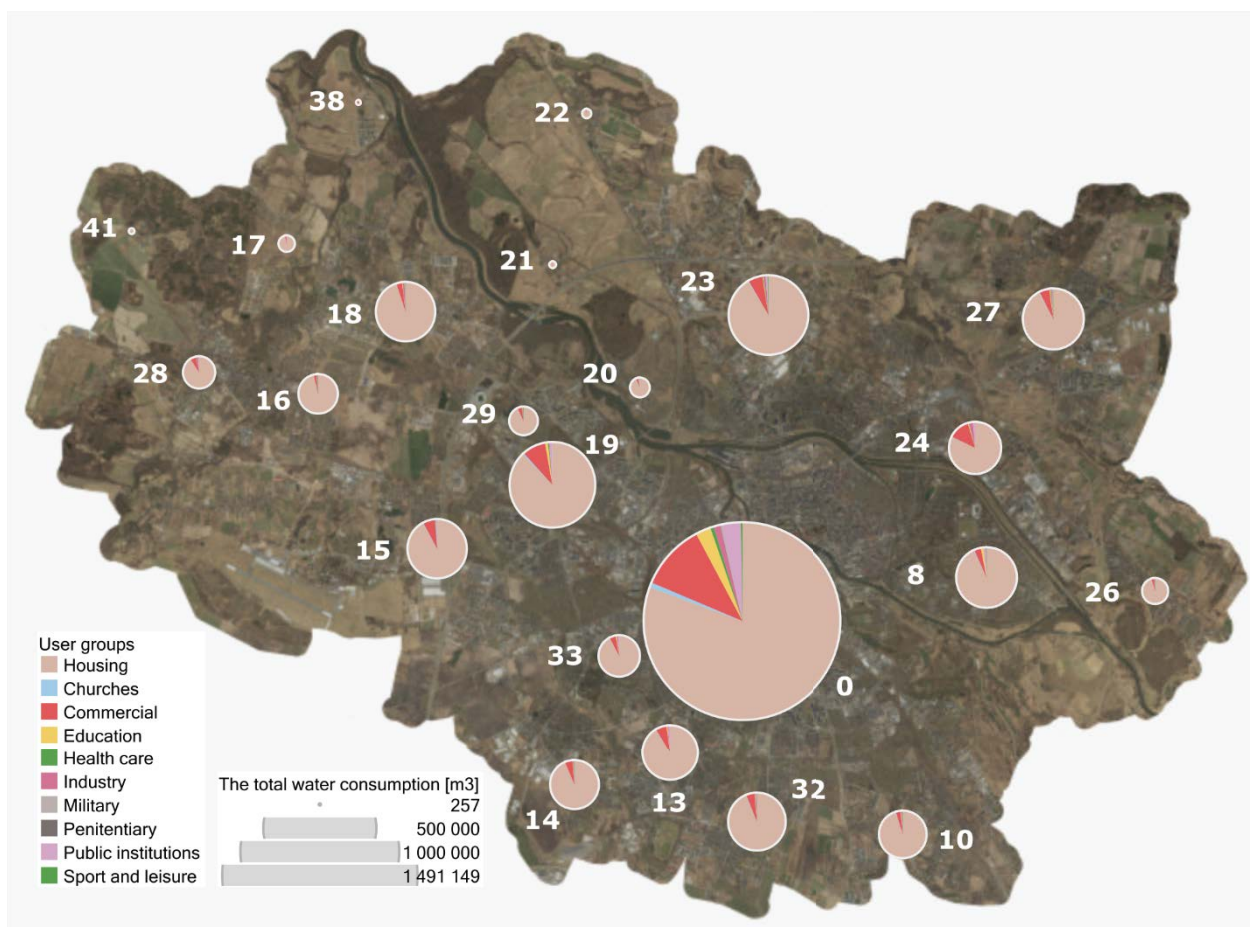 38
22
41
17
21
23
18
27
28
16
20
29
19
24
15
8
26
33
0
13
14
32
10
User groups
Housing
Churches
Commercial
Education
Health care
Industry
Military
Penitentiary
Public institutions
Sport and leisure
The total water consumption [m3]
257
500 000
1 000 000
1 491 149